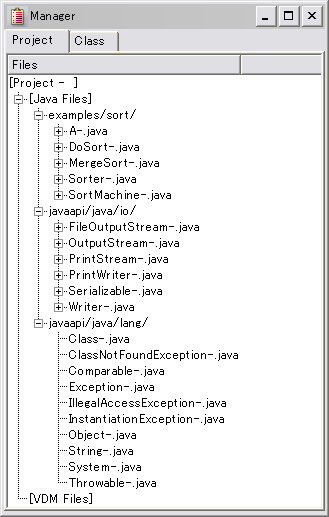 Manager
Project Class
Files
[Project - ]
[Java Files]
examples/sort/
A-.java
DoSort-.java
MergeSort-.java
Sorter-.java
SortMachine-.java
javaapi/java/io/
FileOutputStream-.java
OutputStream-.java
PrintStream-.java
PrintWriter-.java
Serializable-.java
Writer-.java
javaapi/java/lang/
Class-.java
ClassNotFoundException-.java
Comparable-.java
Exception-.java
IllegalAccessException-.java
InstantiationException-.java
Object-.java
String-.java
System-.java
Throwable-.java
[VDM Files]